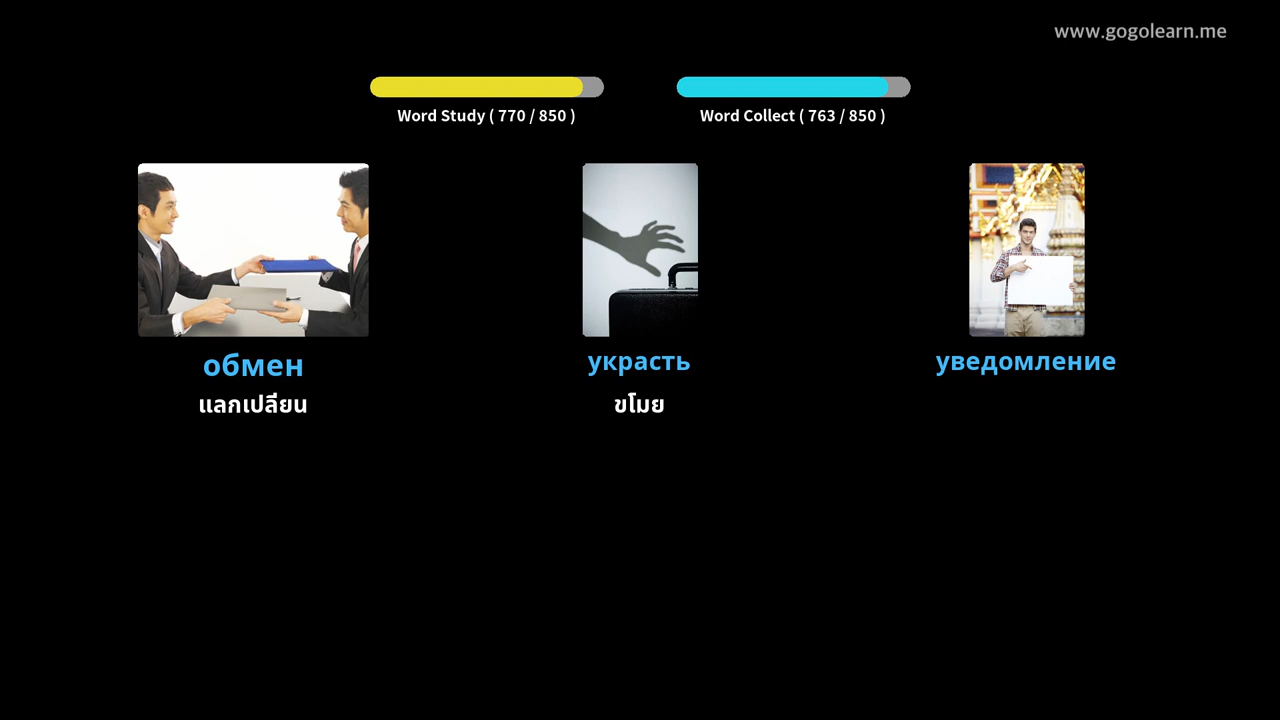 www.gogolearn.me
Word Study ( 770 / 850 )
Word Collect ( 763 / 850 )
обмен
украсть
уведомление
แลกเปลี่ยน
ขโมย